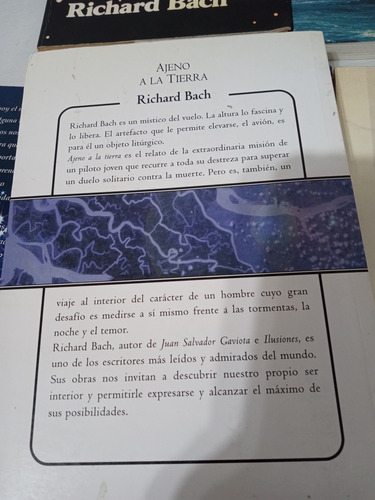 Richard Bach
AJENO
A LA TIERRA
Richard Bach
Richard Bach es un místico del vuelo. La altura lo fascina y
lo libera. El artefacto que le permite elevarse, el avión, es
para él un objeto litúrgico.
Ajeno a la tierra es el relato de la extraordinaria misión de
un piloto joven que recurre a toda su destreza para superar
un duelo solitario contra la muerte. Pero es, también, un
viaje al interior del carácter de un hombre cuyo gran
desafío es medirse a sí mismo frente á las tormentas, la
noche y el temor.
Richard Bach, autor de Juan Salvador Gaviota e Ilusiones, es
uno de los escritores más leídos y admirados del mundo.
Sus obras nos invitan a descubrir nuestro propio ser
interior y permitirle expresarse y alcanzar el máximo de
sus posibilidades.